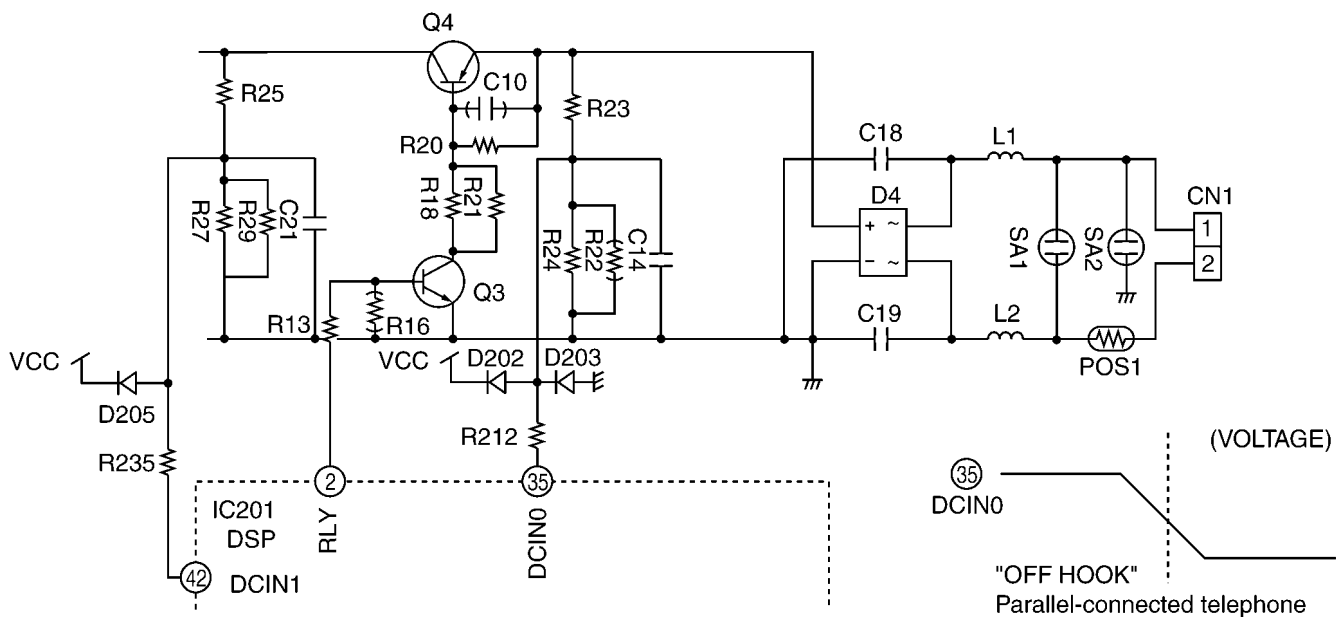 Q4
C10
R25
R23
R20
C18
L1
R27
R29
C21
R18
R21
R24
R22
C14
D4
+ ~
− ~
SA1
SA2
CN1
1
2
Q3
R13
R16
C19
L2
POS1
VCC
VCC
D202
D203
D205
R212
R235
2
35
IC201
DSP
RLY
DCIN0
42
DCIN1
(VOLTAGE)
35
DCIN0
"OFF HOOK"
Parallel-connected telephone